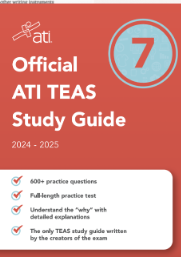 ati
7
Official
ATI TEAS
Study Guide
2024 - 2025
600+ practice questions
Full-length practice test
Understand the "why" with
detailed explanations
The only TEAS study guide written
by the creators of the exam